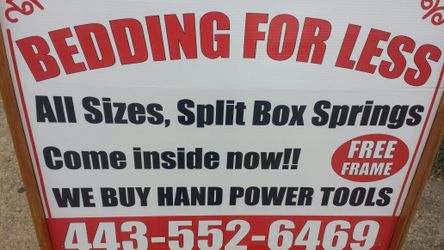 BEDDING FOR LESS
All Sizes, Split Box Springs
Come inside now!!
FREE
FRAME
WE BUY HAND POWER TOOLS
443-552-6469